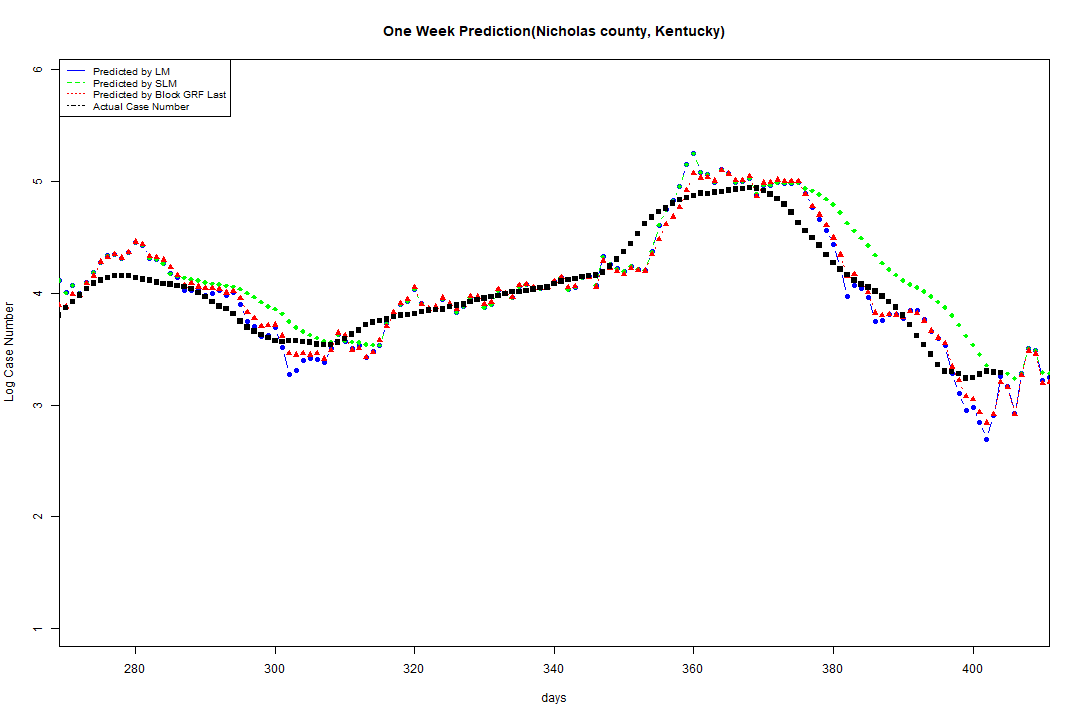 One Week Prediction(Nicholas county, Kentucky)
Predicted by LM
Predicted by SLM
Predicted by Block GRF Last
Actual Case Number
6
5
4
3
2
1
Log Case Number
280 300 320 340 360 380 400
days